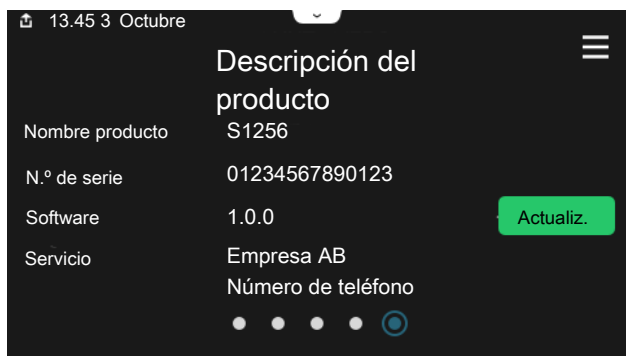 13.45 3 Octubre
Descripción del
producto
Nombre producto S1256
N.º de serie 01234567890123
Software 1.0.0 Actualiz.
Servicio Empresa AB
Número de teléfono